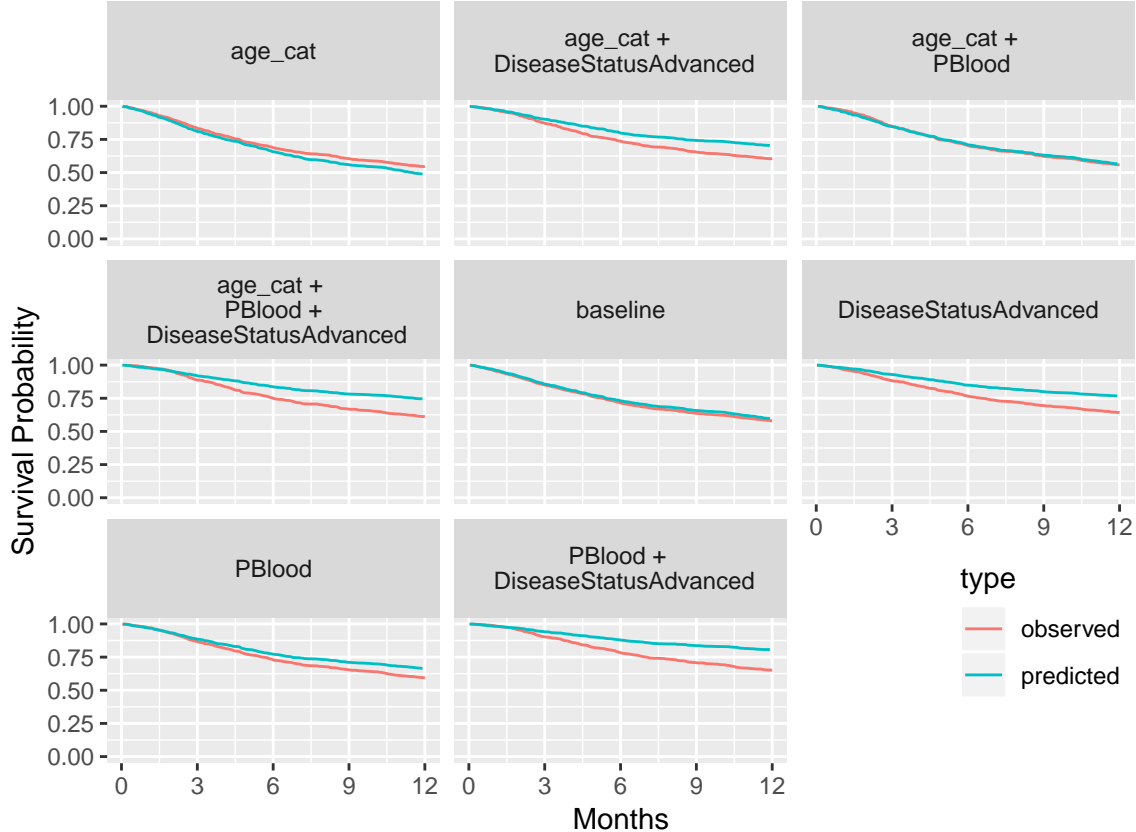 age_cat
age_cat +
DiseaseStatusAdvanced
age_cat +
PBlood
1.00
0.75
0.50
0.25
0.00
age_cat +
PBlood +
DiseaseStatusAdvanced
baseline
DiseaseStatusAdvanced
1.00
0.75
0.50
0.25
0.00
0 3 6 9 12
Survival Probability
PBlood
PBlood +
DiseaseStatusAdvanced
1.00
0.75
0.50
0.25
0.00
0 3 6 9 12
0 3 6 9 12
Months
type
observed
predicted